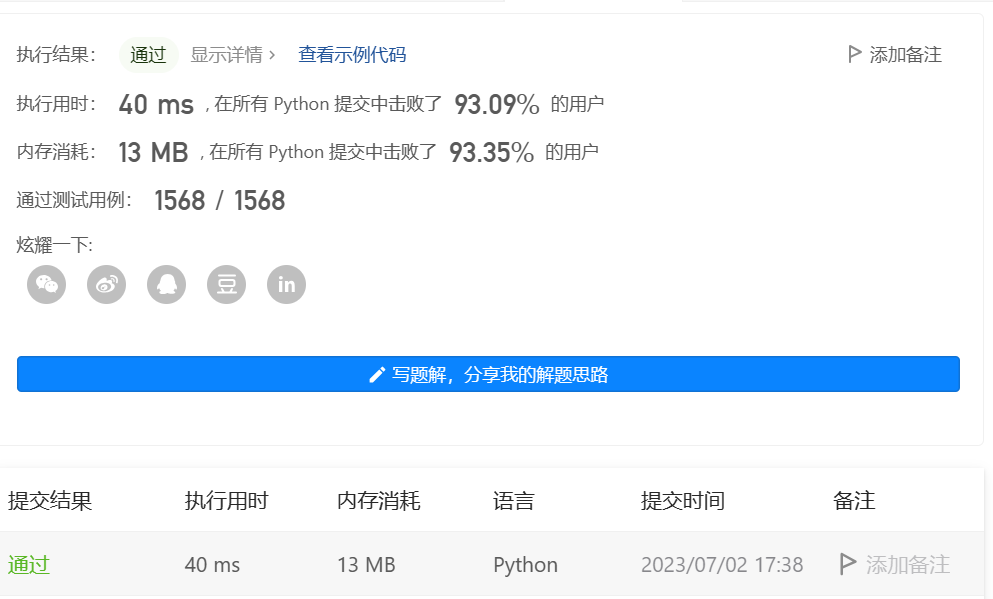 执行结果： 通过 显示详情 › 查看示例代码 添加备注
执行用时： 40 ms , 在所有 Python 提交中击败了 93.09% 的用户
内存消耗： 13 MB , 在所有 Python 提交中击败了 93.35% 的用户
通过测试用例： 1568 / 1568
炫耀一下:
豆 in
写题解，分享我的解题思路
提交结果 执行用时 内存消耗 语言 提交时间 备注
通过 40 ms 13 MB Python 2023/07/02 17:38 添加备注